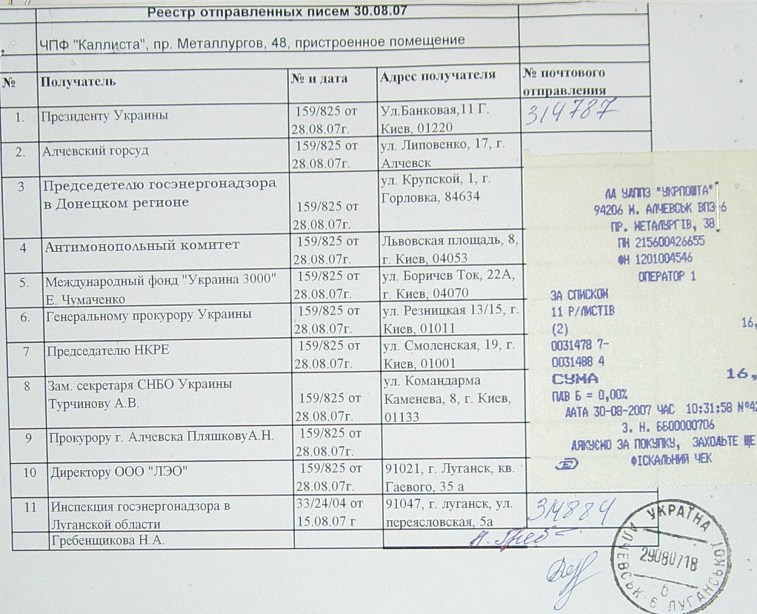 Реестр отправленных писем 30.08.07
ЧПФ "Каллиста", пр. Металлургов, 48, пристроенное помещение
№ Получатель № и дата Адрес получателя № почтового отправления
1. Президенту Украины 159/825 от 28.08.07г. Ул.Банковая,11 Г. Киев, 01220 314787
2. Алчевский горсуд 159/825 от 28.08.07г. ул. Липовенко, 17, г. Алчевск
3 Председетелю госэнергонадзора в Донецком регионе 159/825 от 28.08.07г. ул. Крупской, 1, г. Горловка, 84634
4 Антимонопольный комитет 159/825 от 28.08.07г. Львовская площадь, 8, г. Киев, 04053
5. Международный фонд "Украина 3000" Е. Чумаченко 159/825 от 28.08.07г. ул. Боричев Ток, 22А, г. Киев, 04070
6. Генеральному прокурору Украины 159/825 от 28.08.07г. ул. Резницкая 13/15, г. Киев, 01011
7 Председателю НКРЕ 159/825 от 28.08.07г. ул. Смоленская, 19, г. Киев, 01001
8 Зам. секретаря СНБО Украины Турчинову А.В. 159/825 от 28.08.07г. ул. Командарма Каменева, 8, г. Киев, 01133
9 Прокурору г. Алчевска ПляшковуА.Н. 159/825 от 28.08.07г.
10 Директору ООО "ЛЭО" 159/825 от 28.08.07г. 91021, г. Луганск, кв. Гаевого, 35 а
11 Инспекция госэнергонадзора в Луганской области 33/24/04 от 15.08.07 г 91047, г. луганск, ул. переясловская, 5а 314884
Гребенщикова Н.А.
ЛА УДППЗ "УКРПОШТА"
94206 М. АЛЧЕВСЬК ВПЗ-6
ПР. МЕТАЛУРГІВ, 38
ПН 215600426655
ФН 1201004546
ОПЕРАТОР 1
ЗА СПИСКОМ
11 Р/ЛИСТІВ
(2) 16,
0031478 7-
0031488 4
СУМА 16,
ПДВ Б = 0,00%
ДАТА 30-08-2007 ЧАС 10:31:58
З. Н. ББ00000706
ДЯКУЄМО ЗА ПОКУПКУ, ЗАХОДЬТЕ ЩЕ
ФІСКАЛЬНИЙ ЧЕК
УКРАЇНА